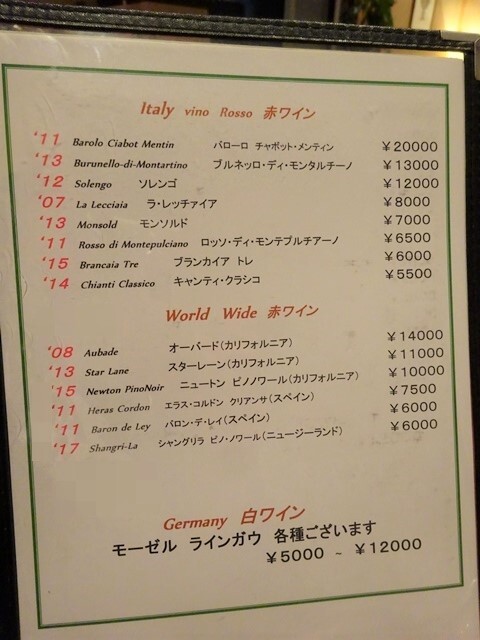 Italy vino Rosso 赤ワイン
'11 Barolo Ciabot Mentin バローロ チャボット・メンティン ￥20000
'13 Burunello-di-Montartino ブルネッロ・ディ・モンタルチーノ ￥13000
'12 Solengo ソレンゴ ￥12000
'07 La Lecciaia ラ・レッチャイア ￥8000
'13 Monsold モンソルド ￥7000
'11 Rosso di Montepulciano ロッソ・ディ・モンテプルチアーノ ￥6500
'15 Brancaia Tre ブランカイア トレ ￥6000
'14 Chianti Classico キャンティ・クラシコ ￥5500
World Wide 赤ワイン
'08 Aubade オーバード(カリフォルニア) ￥14000
'13 Star Lane スターレーン(カリフォルニア) ￥11000
'15 Newton PinoNoir ニュートン ピノノワール(カリフォルニア) ￥10000
'11 Heras Cordon エラス・コルドン クリアンサ(スペイン) ￥7500
'11 Baron de Ley バロン・デ・レイ(スペイン) ￥6000
'17 Shangri-La シャングリラ ピノ・ノワール(ニュージーランド) ￥6000
Germany 白ワイン
モーゼル ラインガウ 各種ございます
￥5000 ~ ￥12000